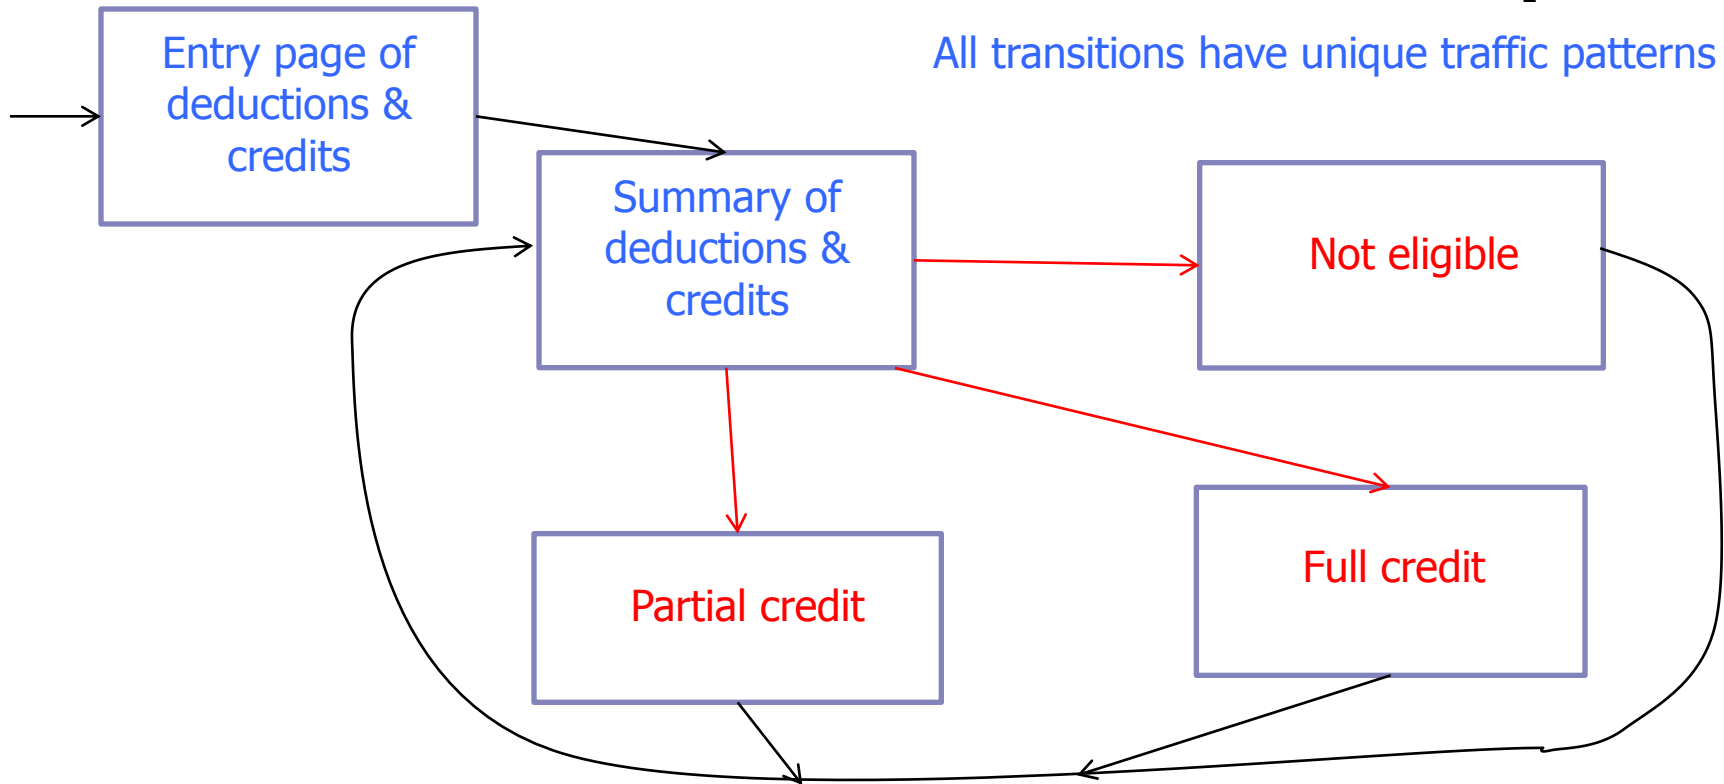 Entry page of
deductions &
credits
All transitions have unique traffic patterns
Summary of
deductions &
credits
Not eligible
Partial credit
Full credit